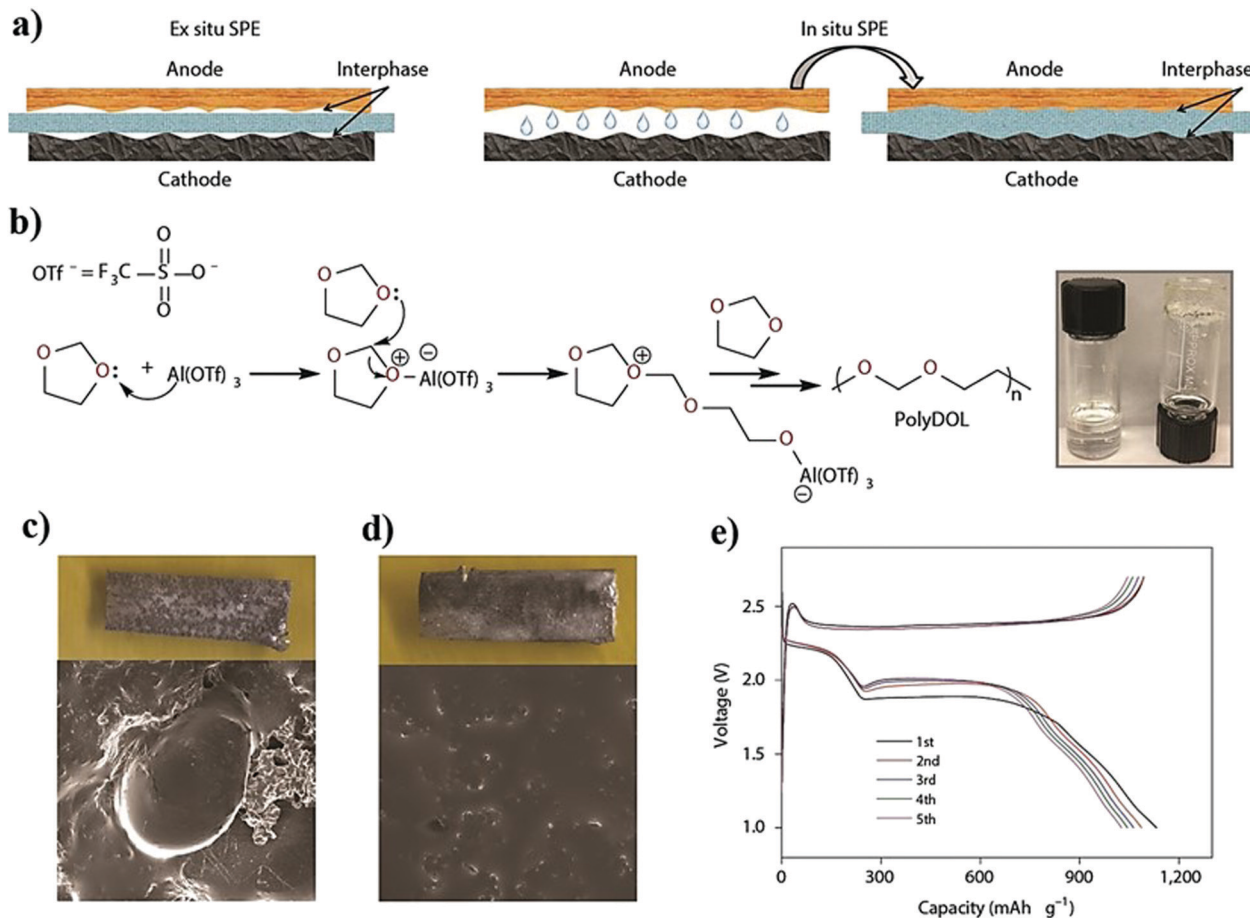 a)
Ex situ SPE
In situ SPE
Anode
Interphase
Cathode
Anode
Cathode
Anode
Interphase
Cathode
b)
OTf⁻ = F₃C—S—O⁻
O
O
O
O:
+ Al(OTf)₃
O
O:
O
⊕
⊖
O—Al(OTf)₃
O
⊕
O
O
O
Al(OTf)₃
⊖
O
O
( O O )n
PolyDOL
APPROX
c)
d)
e)
Voltage (V)
2.5
2.0
1.5
1.0
1st
2nd
3rd
4th
5th
0
300
600
900
1,200
Capacity (mAh g⁻¹)